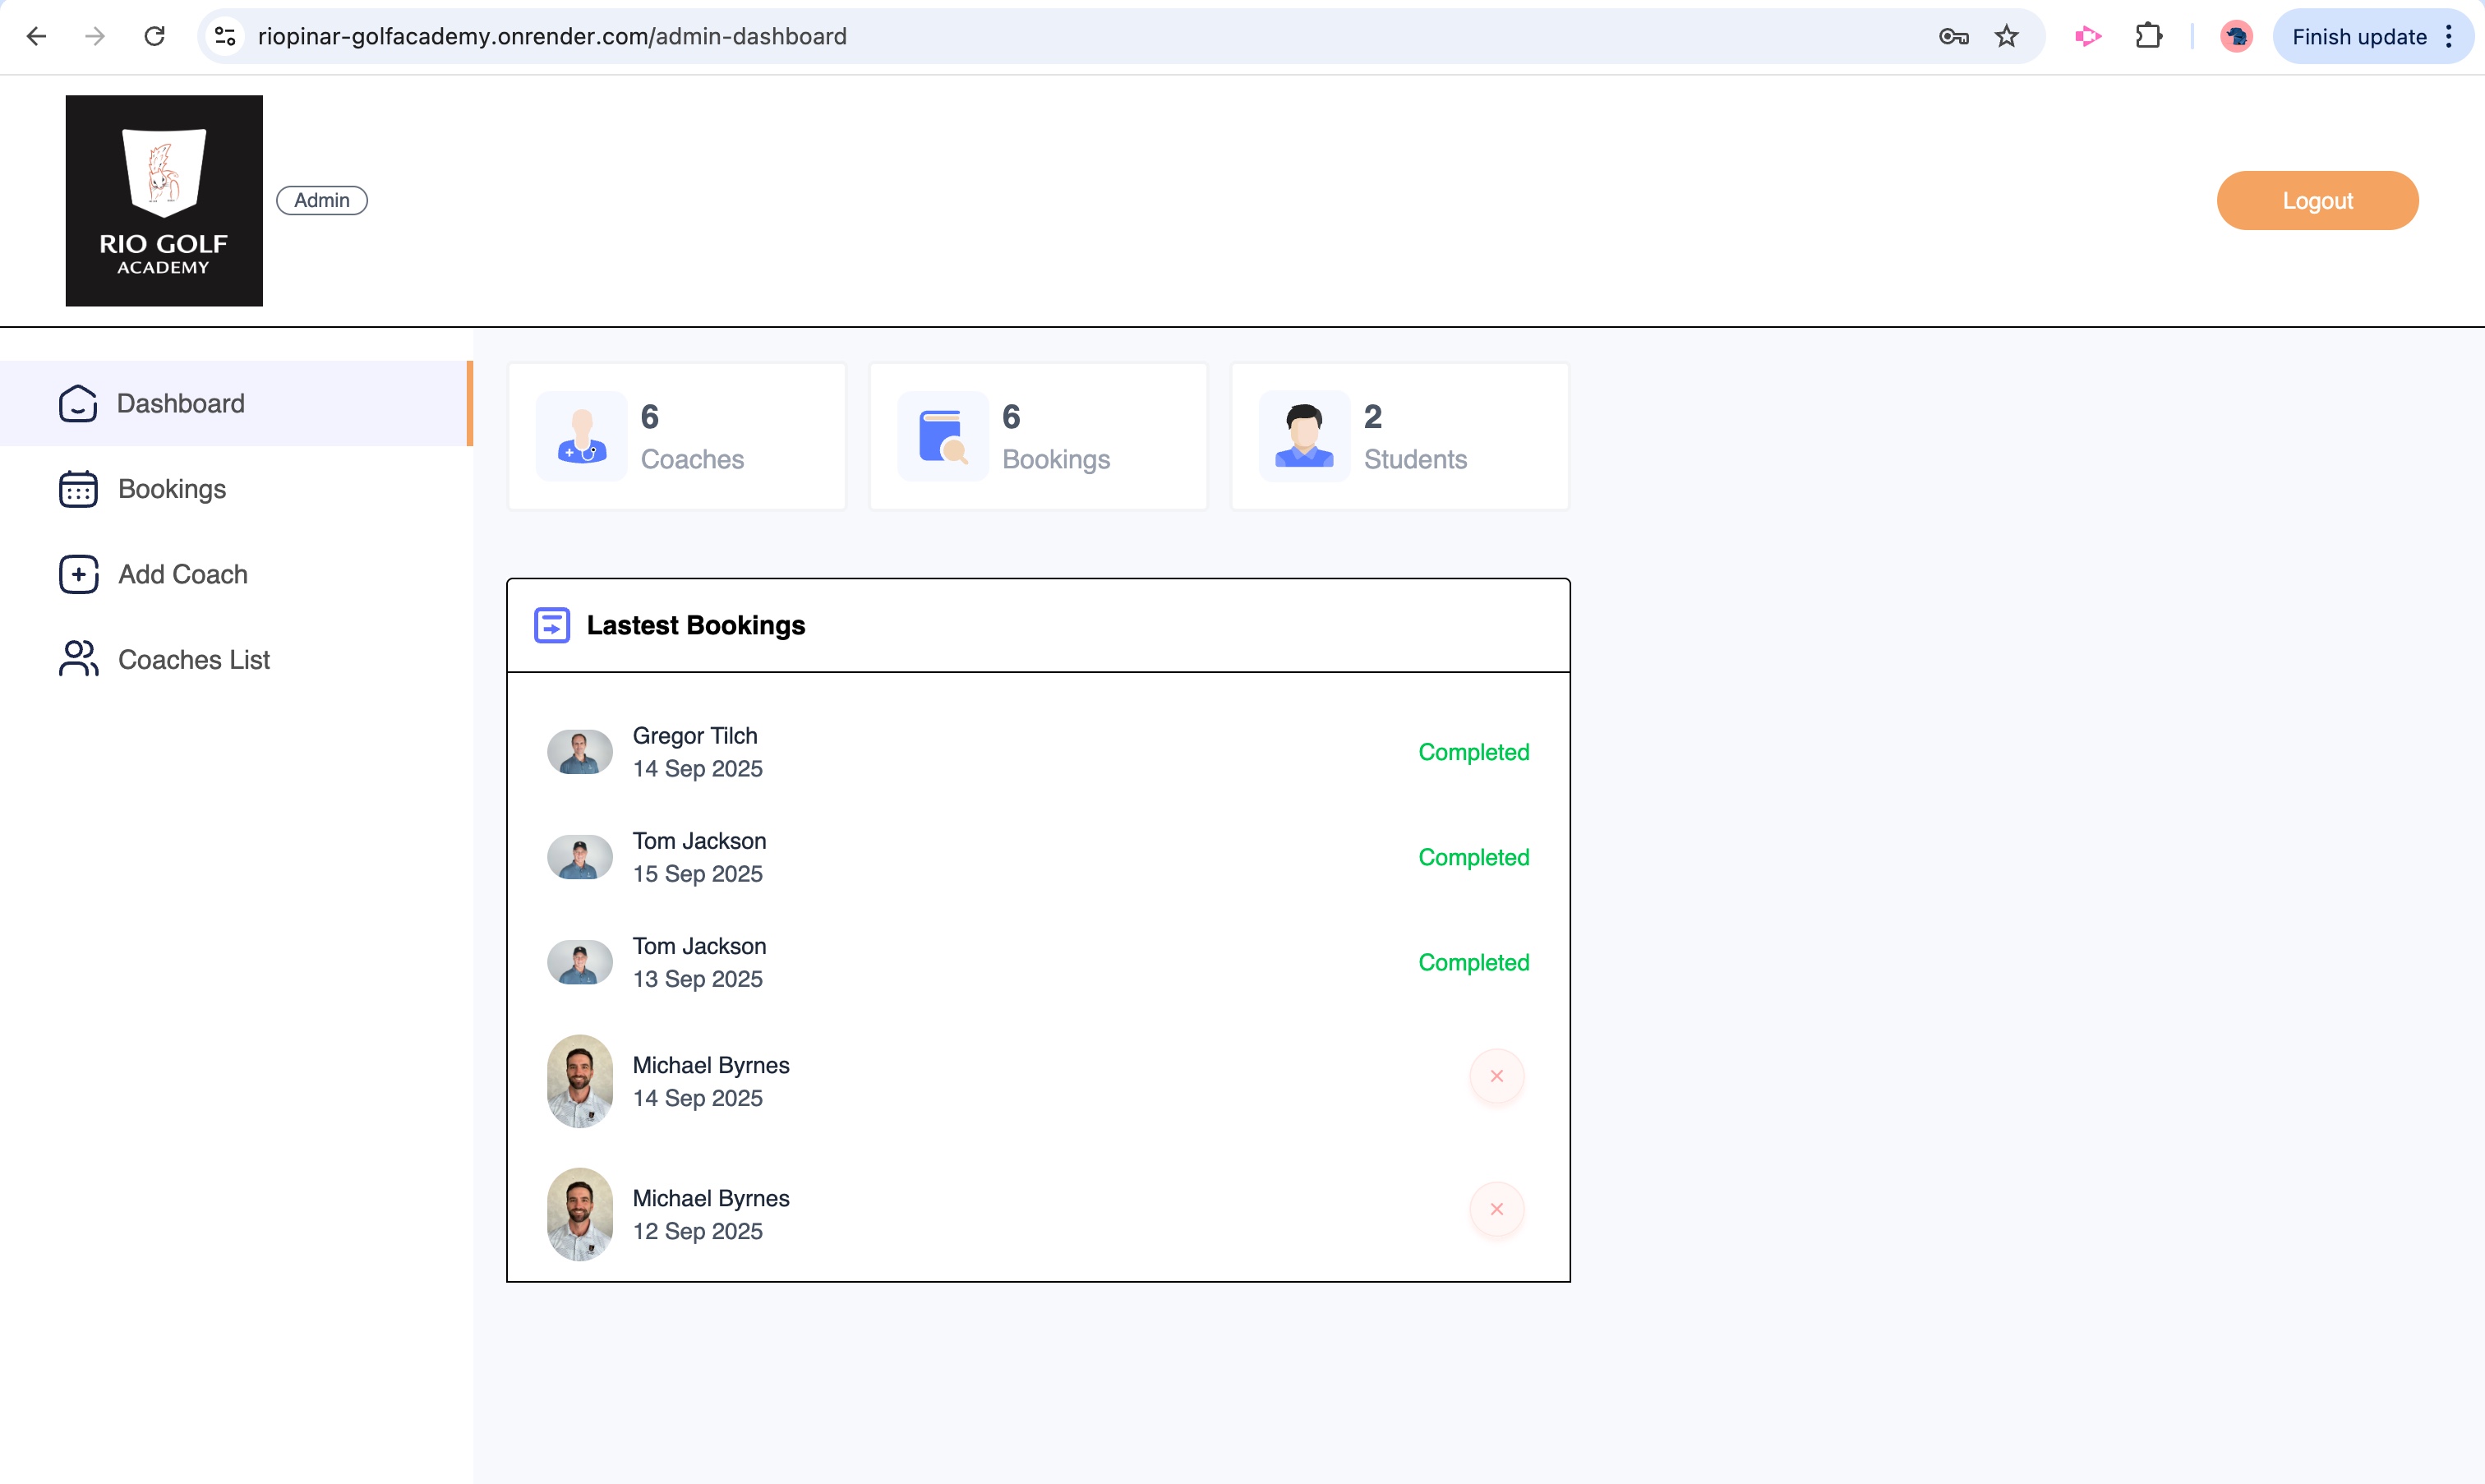 riopinar-golfacademy.onrender.com/admin-dashboard
Finish update
RIO GOLF
ACADEMY
Admin
Logout
Dashboard
Bookings
Add Coach
Coaches List
6
Coaches
6
Bookings
2
Students
Lastest Bookings
Gregor Tilch
14 Sep 2025
Completed
Tom Jackson
15 Sep 2025
Completed
Tom Jackson
13 Sep 2025
Completed
Michael Byrnes
14 Sep 2025
Michael Byrnes
12 Sep 2025